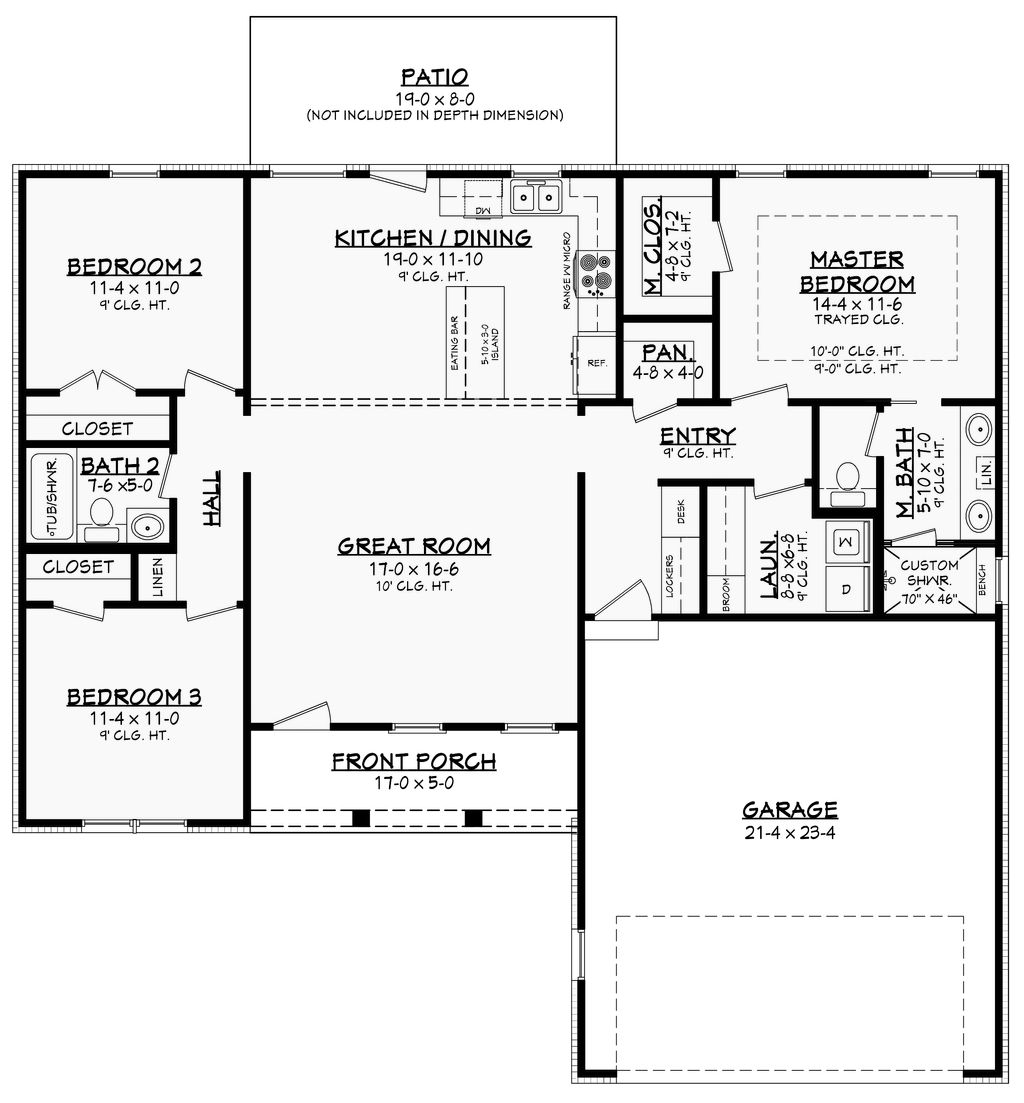 PATIO
19-0 x 8-0
(NOT INCLUDED IN DEPTH DIMENSION)
BEDROOM 2
11-4 x 11-0
9' CLG. HT.
KITCHEN / DINING
19-0 x 11-10
9' CLG. HT.
DW
RANGE W/ MICRO
EATING BAR
5-10 x 3-0
ISLAND
REF.
M. CLOS.
4-8 x 7-2
9' CLG. HT.
MASTER
BEDROOM
14-4 x 11-6
TRAYED CLG.
10'-0" CLG. HT.
9'-0" CLG. HT.
PAN.
4-8 x 4-0
CLOSET
ENTRY
9' CLG. HT.
BATH 2
7-6 x5-0
TUB/SHWR.
HALL
M. BATH
5-10 x 7-0
9' CLG. HT.
LIN.
GREAT ROOM
17-0 x 16-6
10' CLG. HT.
DESK
LOCKERS
BROOM
LAUN.
8-8 x6-8
9' CLG. HT.
W
D
CLOSET
LINEN
CUSTOM
SHWR.
70" X 46"
BENCH
BEDROOM 3
11-4 x 11-0
9' CLG. HT.
FRONT PORCH
17-0 x 5-0
GARAGE
21-4 x 23-4